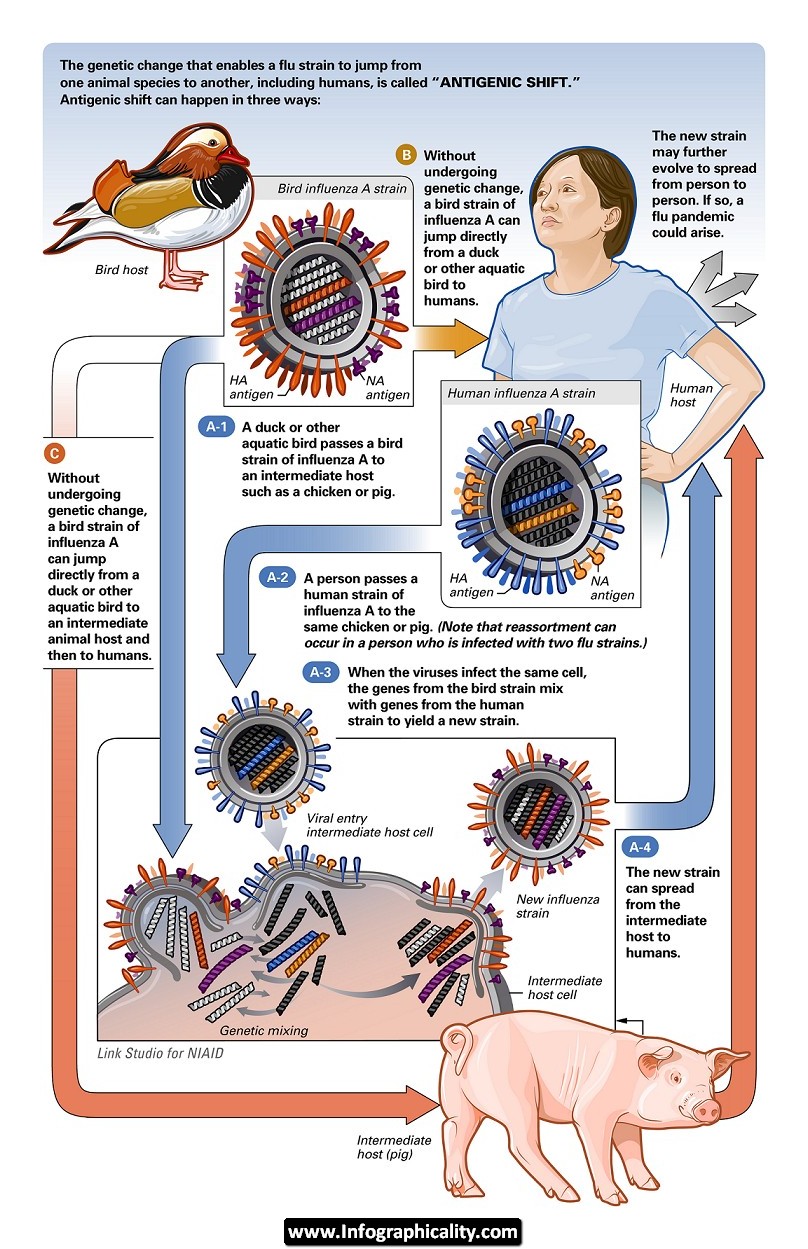 The genetic change that enables a flu strain to jump from
one animal species to another, including humans, is called “ANTIGENIC SHIFT.”
Antigenic shift can happen in three ways:
Bird host
Bird influenza A strain
HA
antigen
NA
antigen
B
Without
undergoing
genetic change,
a bird strain of
influenza A can
jump directly
from a duck
or other aquatic
bird to
humans.
The new strain
may further
evolve to spread
from person to
person. If so, a
flu pandemic
could arise.
Human
host
A-1
A duck or other
aquatic bird passes a bird
strain of influenza A to
an intermediate host
such as a chicken or pig.
Human influenza A strain
HA
antigen
NA
antigen
C
Without
undergoing
genetic change,
a bird strain of
influenza A
can jump
directly from a
duck or other
aquatic bird to
an intermediate
animal host and
then to humans.
A-2
A person passes a
human strain of
influenza A to the
same chicken or pig. (Note that reassortment can
occur in a person who is infected with two flu strains.)
A-3
When the viruses infect the same cell,
the genes from the bird strain mix
with genes from the human
strain to yield a new strain.
Viral entry
intermediate host cell
New influenza
strain
A-4
The new strain
can spread
from the
intermediate
host to
humans.
Intermediate
host cell
Genetic mixing
Link Studio for NIAID
Intermediate
host (pig)
www.Infographicality.com